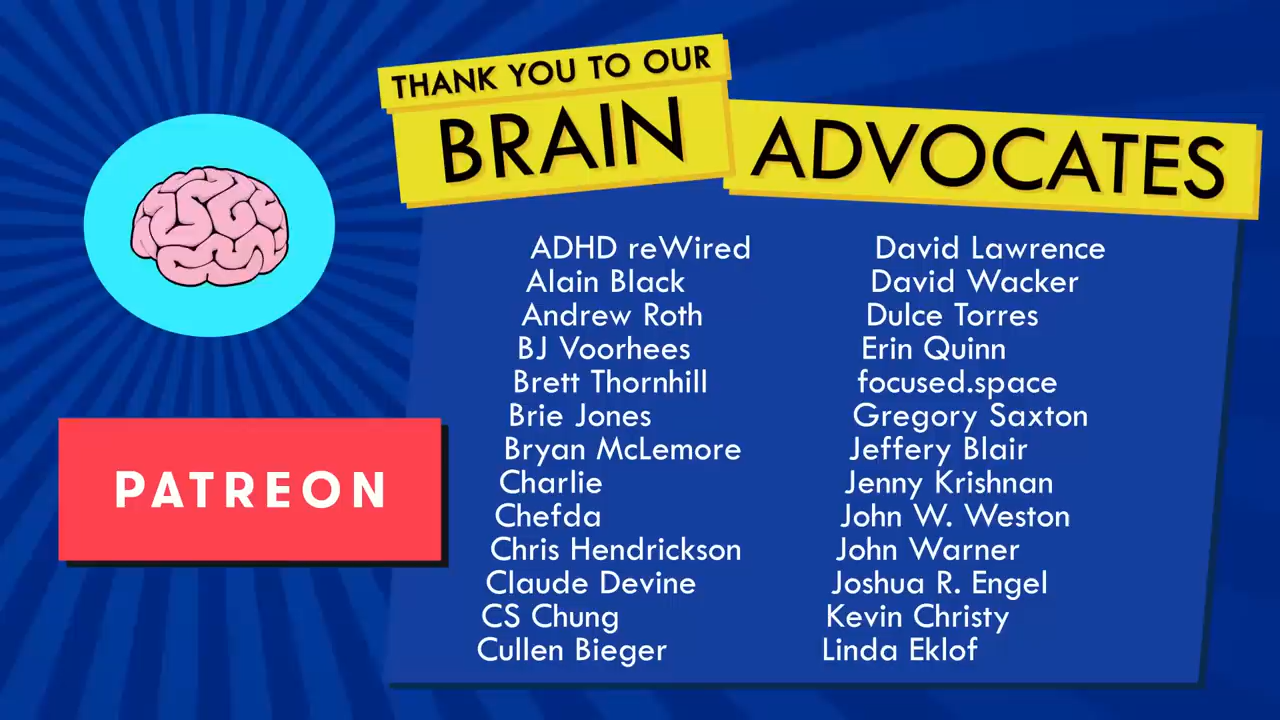 THANK YOU TO OUR
BRAIN ADVOCATES
PATREON
ADHD reWired
Alain Black
Andrew Roth
BJ Voorhees
Brett Thornhill
Brie Jones
Bryan McLemore
Charlie
Chefda
Chris Hendrickson
Claude Devine
CS Chung
Cullen Bieger
David Lawrence
David Wacker
Dulce Torres
Erin Quinn
focused.space
Gregory Saxton
Jeffery Blair
Jenny Krishnan
John W. Weston
John Warner
Joshua R. Engel
Kevin Christy
Linda Eklof